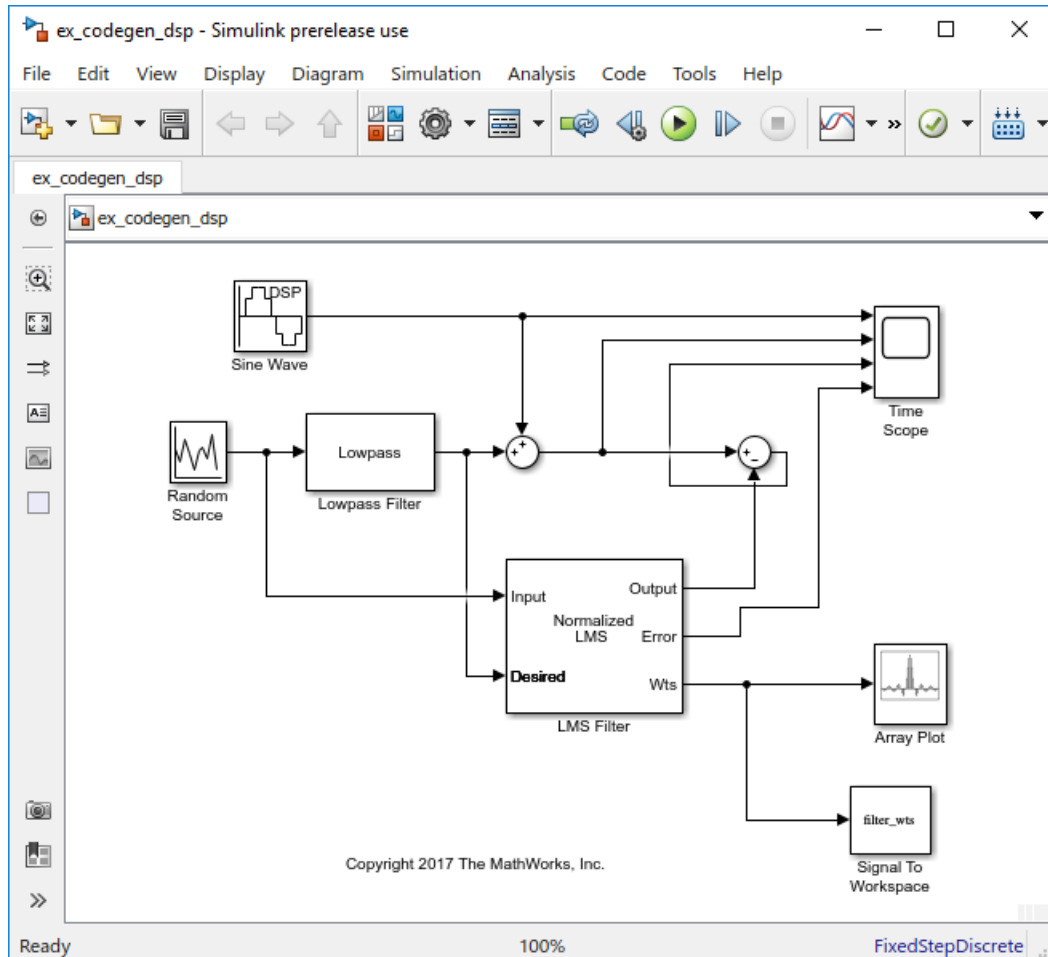 ex_codegen_dsp - Simulink prerelease use
File Edit View Display Diagram Simulation Analysis Code Tools Help
ex_codegen_dsp
ex_codegen_dsp
DSP
Sine Wave
Time
Scope
Lowpass
Random
Source
Lowpass Filter
Input
Output
Normalized
LMS
Error
Desired
Wts
LMS Filter
Array Plot
filter_wts
Signal To
Workspace
Copyright 2017 The MathWorks, Inc.
Ready 100% FixedStepDiscrete